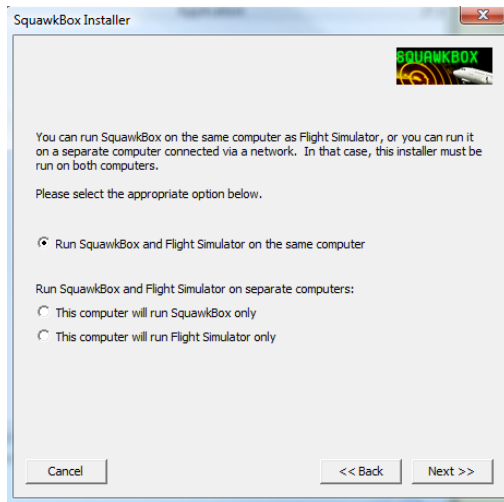 SquawkBox Installer
SQUAWKBOX
You can run SquawkBox on the same computer as Flight Simulator, or you can run it
on a separate computer connected via a network. In that case, this installer must be
run on both computers.
Please select the appropriate option below.
Run SquawkBox and Flight Simulator on the same computer
Run SquawkBox and Flight Simulator on separate computers:
This computer will run SquawkBox only
This computer will run Flight Simulator only
Cancel
<< Back
Next >>